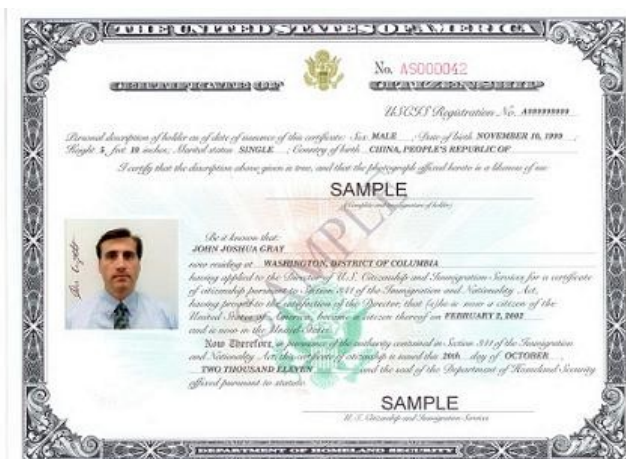 THE UNITED STATES OF AMERICA
No. AS000042
CERTIFICATE OF CITIZENSHIP
USCIS Registration No. A########
Personal description of holder as of date of issuance of this certificate: Sex MALE ; Date of birth NOVEMBER 10, 1999 ;
Height 5 feet 10 inches; Marital status SINGLE ; Country of birth CHINA, PEOPLE'S REPUBLIC OF
I certify that the description above given is true, and that the photograph affixed hereto is a likeness of me.
SAMPLE
(Complete and true signature of holder)
SAMPLE
Be it known that:
JOHN JOSHUA GRAY
now residing at WASHINGTON, DISTRICT OF COLUMBIA
having applied to the Director of U.S. Citizenship and Immigration Services for a certificate
of citizenship pursuant to Section 341 of the Immigration and Nationality Act,
having proved to the satisfaction of the Director, that (s)he is now a citizen of the
United States of America, became a citizen thereof on FEBRUARY 2, 2002
and is now in the United States.
Now Therefore, in pursuance of the authority contained in Section 341 of the Immigration
and Nationality Act, this certificate of citizenship is issued the 20th day of OCTOBER
TWO THOUSAND ELEVEN and the seal of the Department of Homeland Security
affixed pursuant to statute.
SAMPLE
U. S. Citizenship and Immigration Services
DEPARTMENT OF HOMELAND SECURITY